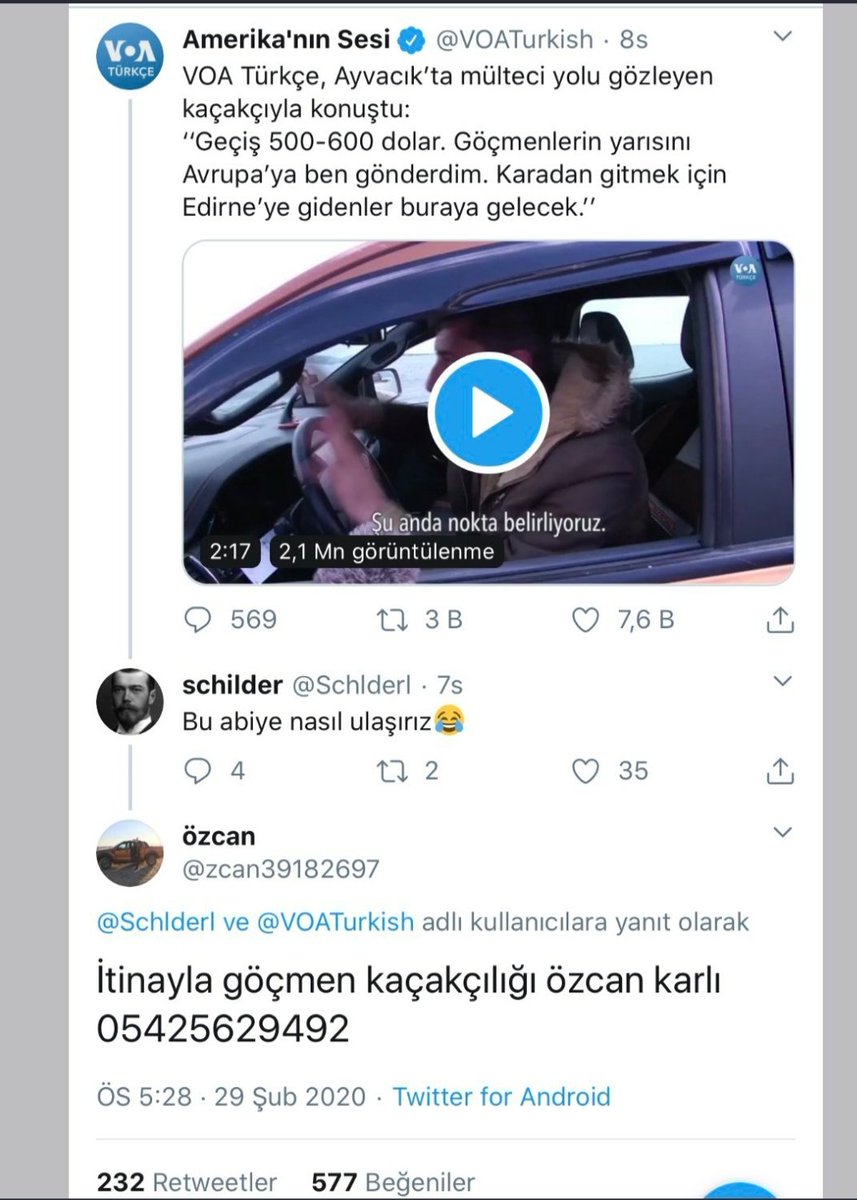 VOA
TÜRKÇE
Amerika'nın Sesi @VOATurkish · 8s
VOA Türkçe, Ayvacık’ta mülteci yolu gözleyen
kaçakçıyla konuştu:
‘‘Geçiş 500-600 dolar. Göçmenlerin yarısını
Avrupa’ya ben gönderdim. Karadan gitmek için
Edirne’ye gidenler buraya gelecek.’’
VOA
TÜRKÇE
Şu anda nokta belirliyoruz.
2:17 2,1 Mn görüntülenme
569 3 B 7,6 B
schilder @Schlderl · 7s
Bu abiye nasıl ulaşırız😂
4 2 35
özcan
@zcan39182697
@Schlderl ve @VOATurkish adlı kullanıcılara yanıt olarak
İtinayla göçmen kaçakçılığı özcan karlı
05425629492
ÖS 5:28 · 29 Şub 2020 · Twitter for Android
232 Retweetler 577 Beğeniler